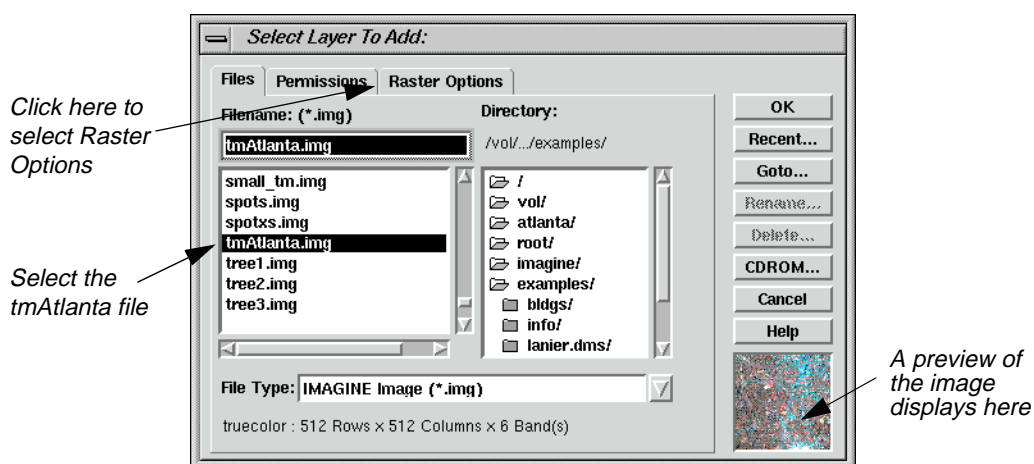 Select Layer To Add:
Files
Permissions
Raster Options
Click here to
select Raster
Options
Filename: (*.img)
Directory:
tmAtlanta.img
/vol/.../examples/
small_tm.img
spots.img
spotxs.img
tmAtlanta.img
tree1.img
tree2.img
tree3.img
/
vol/
atlanta/
root/
imagine/
examples/
bldgs/
info/
lanier.dms/
Select the
tmAtlanta file
File Type: IMAGINE Image (*.img)
truecolor : 512 Rows x 512 Columns x 6 Band(s)
OK
Recent...
Goto...
Rename...
Delete...
CDROM...
Cancel
Help
A preview of
the image
displays here